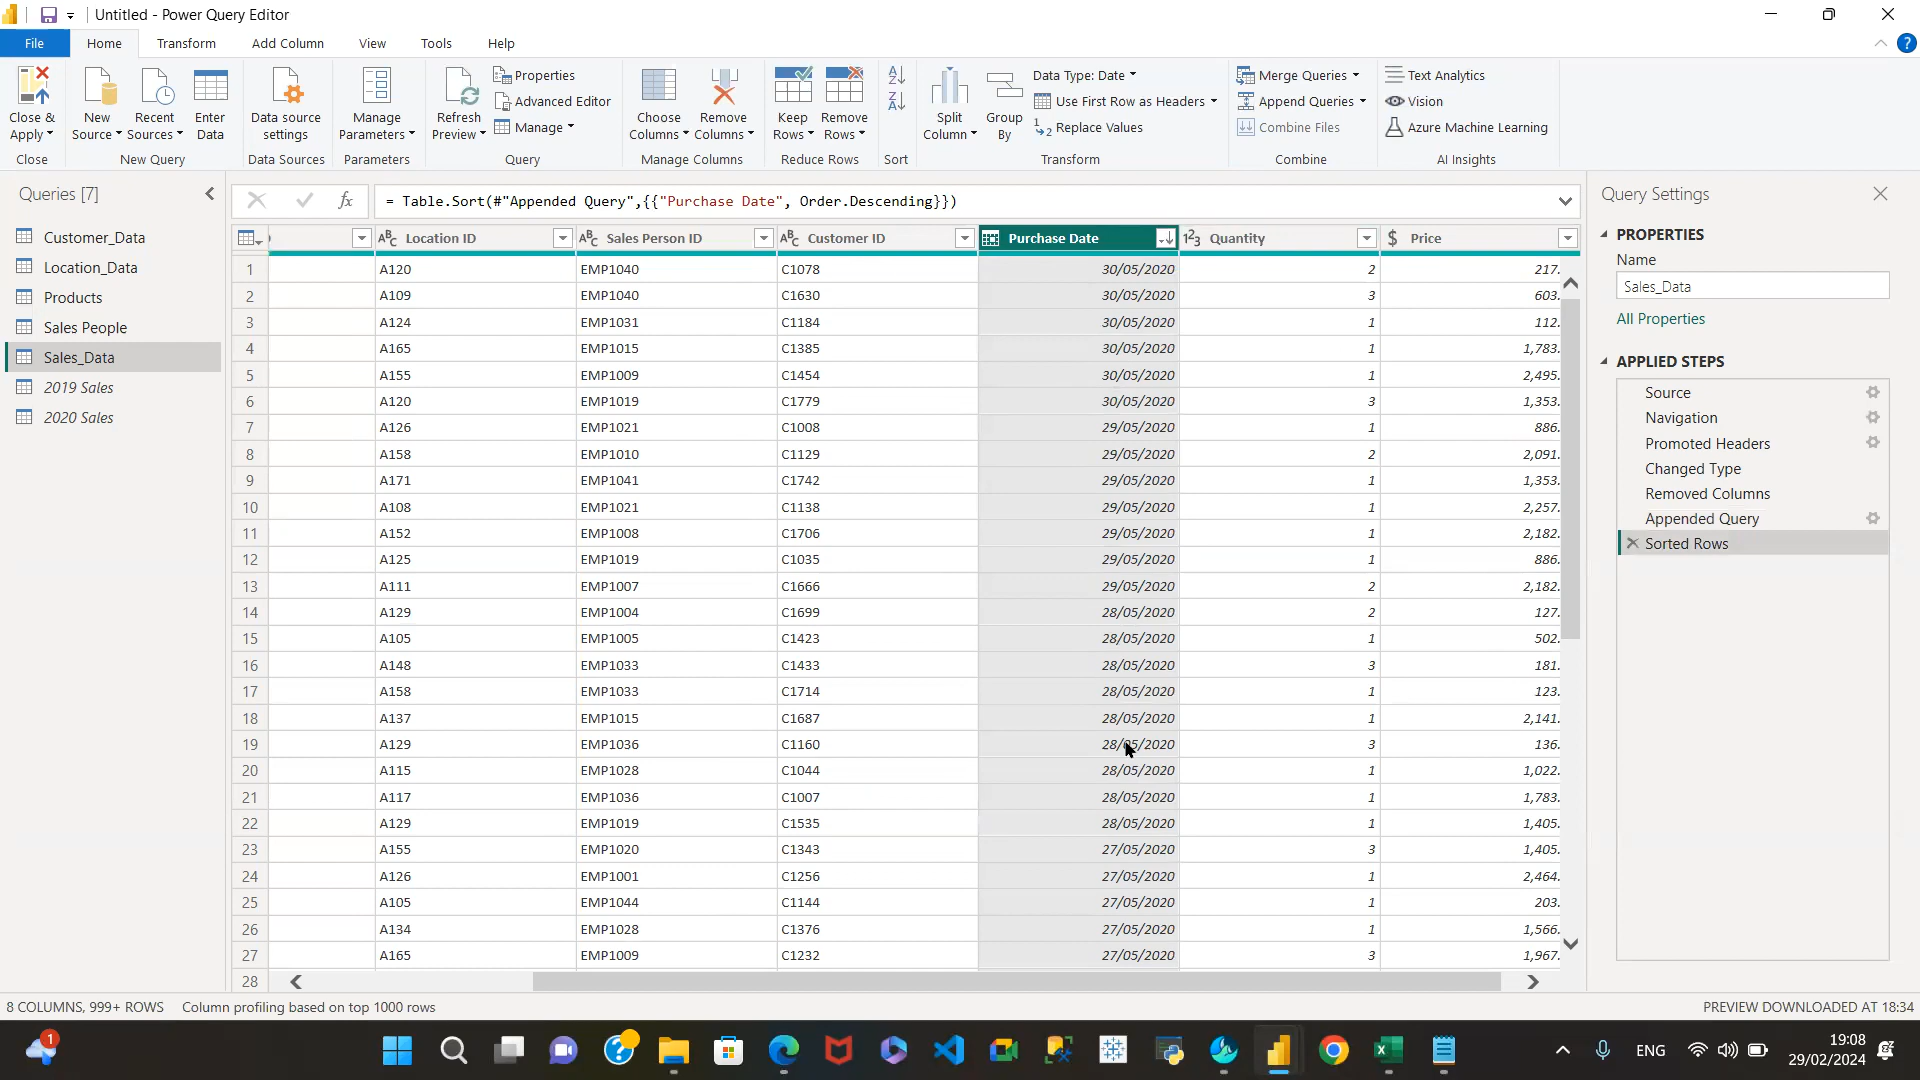 Untitled - Power Query Editor
File Home Transform Add Column View Tools Help
Close & Apply
New Source
Recent Sources
Enter Data
Data source settings
Manage Parameters
Refresh Preview
Properties
Advanced Editor
Manage
Choose Columns
Remove Columns
Keep Rows
Remove Rows
Split Column
Group By
Data Type: Date
Use First Row as Headers
Replace Values
Merge Queries
Append Queries
Combine Files
Text Analytics
Vision
Azure Machine Learning
Close New Query Data Sources Parameters Query Manage Columns Reduce Rows Sort Transform Combine AI Insights
Queries [7]
Customer_Data
Location_Data
Products
Sales People
Sales_Data
2019 Sales
2020 Sales
fx = Table.Sort(#"Appended Query",{{"Purchase Date", Order.Descending}})
Location ID Sales Person ID Customer ID Purchase Date Quantity Price
1 A120 EMP1040 C1078 30/05/2020 2 217.
2 A109 EMP1040 C1630 30/05/2020 3 603.
3 A124 EMP1031 C1184 30/05/2020 1 112.
4 A165 EMP1015 C1385 30/05/2020 1 1,783.
5 A155 EMP1009 C1454 30/05/2020 1 2,495.
6 A120 EMP1019 C1779 30/05/2020 3 1,353.
7 A126 EMP1021 C1008 29/05/2020 1 886.
8 A158 EMP1010 C1129 29/05/2020 2 2,091.
9 A171 EMP1041 C1742 29/05/2020 1 1,353.
10 A108 EMP1021 C1138 29/05/2020 1 2,257.
11 A152 EMP1008 C1706 29/05/2020 1 2,182.
12 A125 EMP1019 C1035 29/05/2020 1 886.
13 A111 EMP1007 C1666 29/05/2020 2 2,182.
14 A129 EMP1004 C1699 28/05/2020 2 127.
15 A105 EMP1005 C1423 28/05/2020 1 502.
16 A148 EMP1033 C1433 28/05/2020 3 181.
17 A158 EMP1033 C1714 28/05/2020 1 123.
18 A137 EMP1015 C1687 28/05/2020 1 2,141.
19 A129 EMP1036 C1160 28/05/2020 3 136.
20 A115 EMP1028 C1044 28/05/2020 1 1,022.
21 A117 EMP1036 C1007 28/05/2020 1 1,783.
22 A129 EMP1019 C1535 28/05/2020 1 1,405.
23 A155 EMP1020 C1343 27/05/2020 3 1,405.
24 A126 EMP1001 C1256 27/05/2020 1 2,464.
25 A105 EMP1044 C1144 27/05/2020 1 203.
26 A134 EMP1028 C1376 27/05/2020 1 1,566.
27 A165 EMP1009 C1232 27/05/2020 3 1,967.
28
Query Settings
PROPERTIES
Name
Sales_Data
All Properties
APPLIED STEPS
Source
Navigation
Promoted Headers
Changed Type
Removed Columns
Appended Query
Sorted Rows
8 COLUMNS, 999+ ROWS Column profiling based on top 1000 rows PREVIEW DOWNLOADED AT 18:34
1
ENG
19:08
29/02/2024